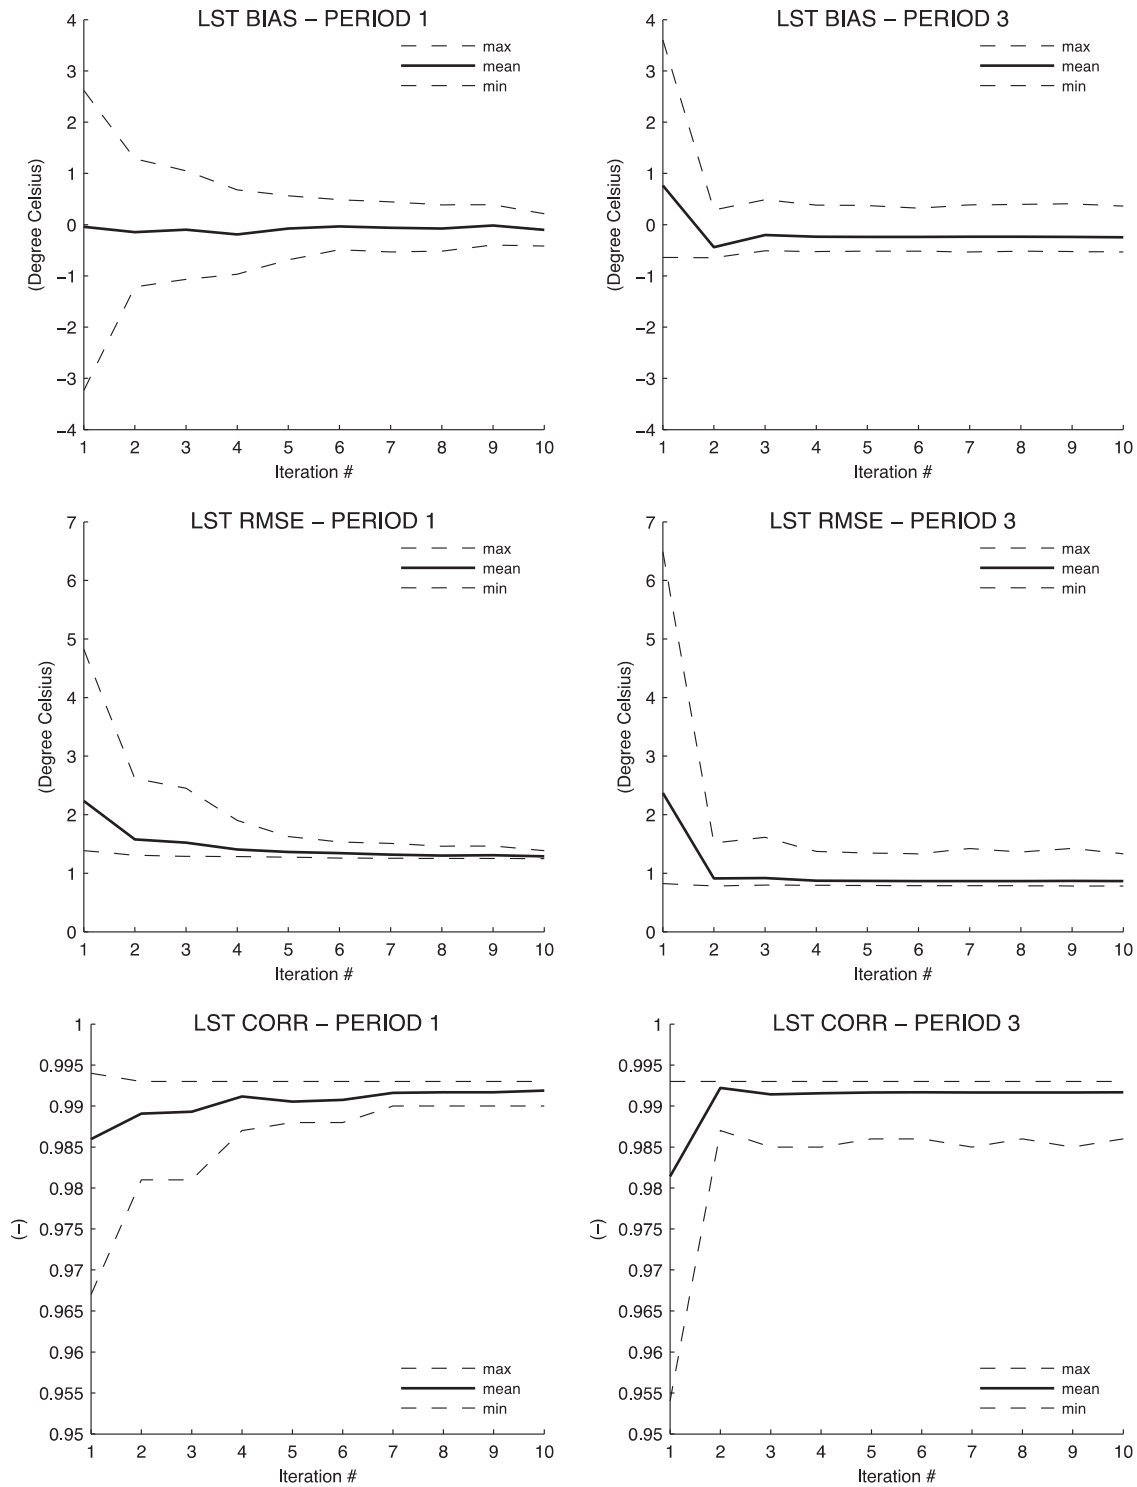 LST BIAS – PERIOD 1
max
mean
min
(Degree Celsius)
4
3
2
1
0
−1
−2
−3
−4
1 2 3 4 5 6 7 8 9 10
Iteration #
LST BIAS – PERIOD 3
max
mean
min
(Degree Celsius)
4
3
2
1
0
−1
−2
−3
−4
1 2 3 4 5 6 7 8 9 10
Iteration #
LST RMSE – PERIOD 1
max
mean
min
(Degree Celsius)
7
6
5
4
3
2
1
0
1 2 3 4 5 6 7 8 9 10
Iteration #
LST RMSE – PERIOD 3
max
mean
min
(Degree Celsius)
7
6
5
4
3
2
1
0
1 2 3 4 5 6 7 8 9 10
Iteration #
LST CORR – PERIOD 1
1
0.995
0.99
0.985
0.98
0.975
0.97
0.965
0.96
0.955
0.95
(−)
max
mean
min
1 2 3 4 5 6 7 8 9 10
Iteration #
LST CORR – PERIOD 3
1
0.995
0.99
0.985
0.98
0.975
0.97
0.965
0.96
0.955
0.95
(−)
max
mean
min
1 2 3 4 5 6 7 8 9 10
Iteration #